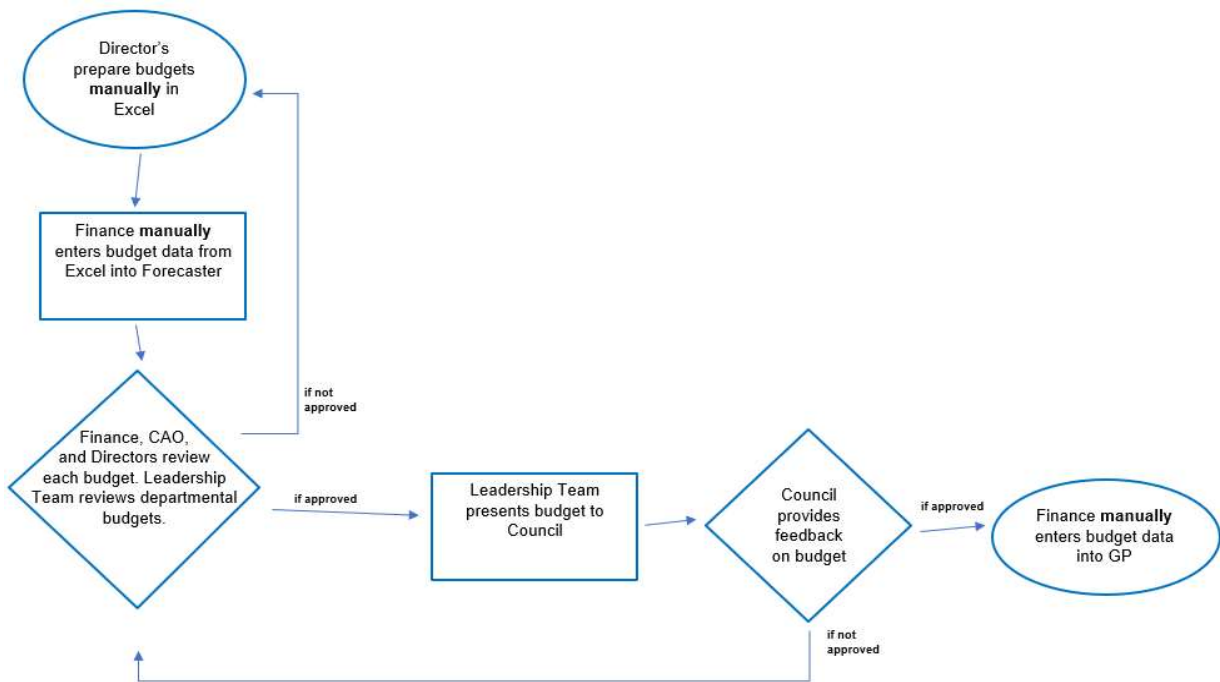 Director's
prepare budgets
manually in
Excel
Finance manually
enters budget data from
Excel into Forecaster
if not
approved
Finance, CAO,
and Directors review
each budget. Leadership
Team reviews departmental
budgets.
if approved
Leadership Team
presents budget to
Council
Council
provides
feedback
on budget
if approved
Finance manually
enters budget data
into GP
if not
approved